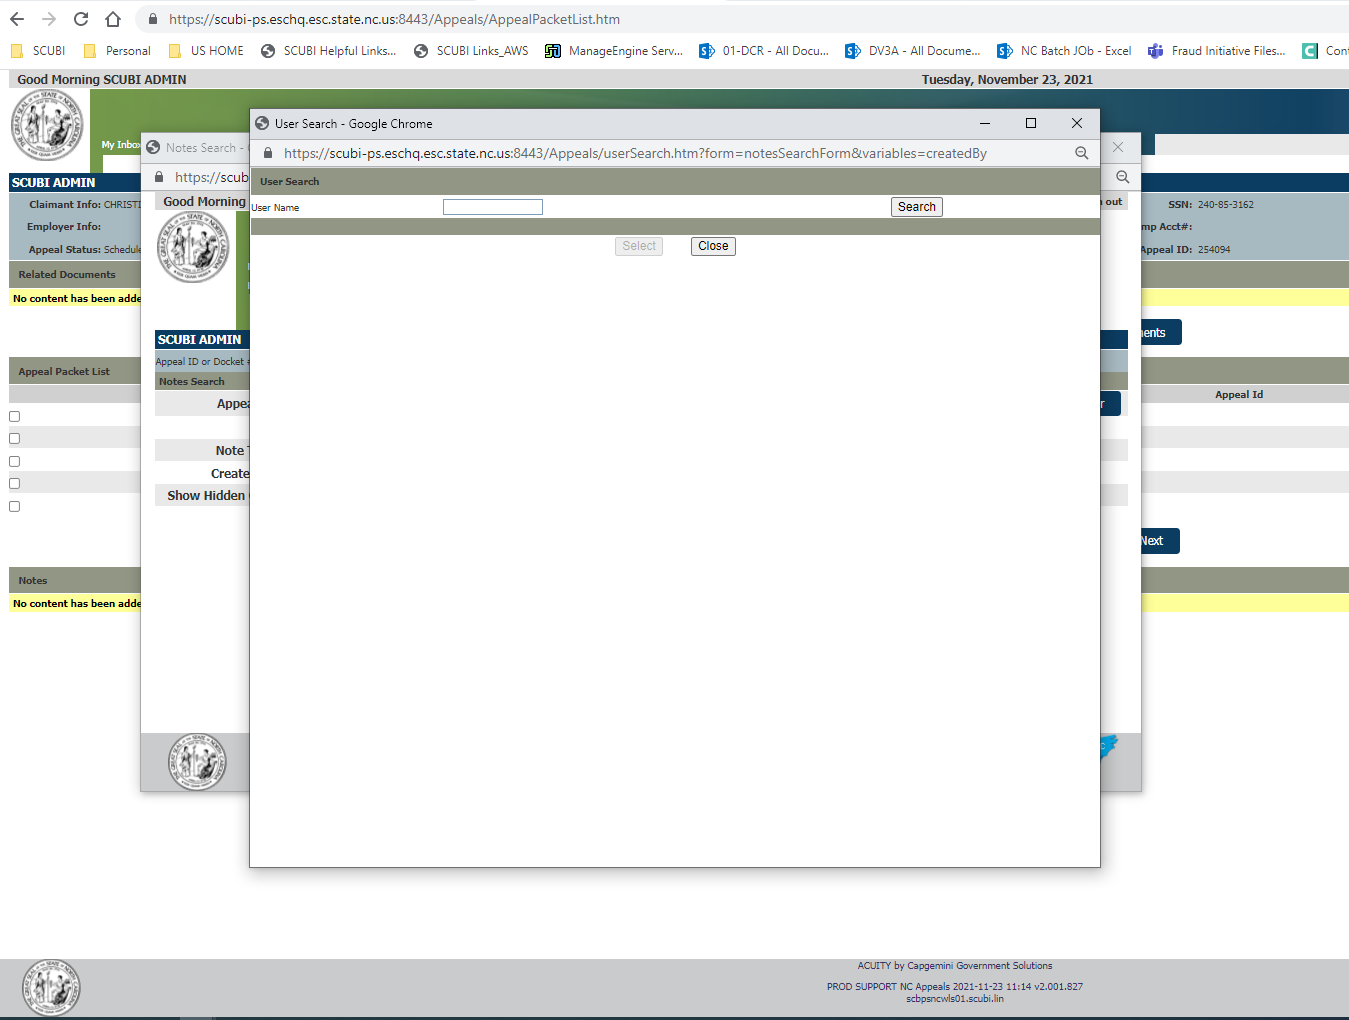 https://scubi-ps.eschq.esc.state.nc.us:8443/Appeals/AppealPacketList.htm
SCUBI Personal US HOME SCUBI Helpful Links... SCUBI Links_AWS ManageEngine Serv... 01-DCR - All Docu... DV3A - All Docume... NC Batch JOb - Excel Fraud Initiative Files... Cont
Good Morning SCUBI ADMIN Tuesday, November 23, 2021
User Search - Google Chrome
https://scubi-ps.eschq.esc.state.nc.us:8443/Appeals/userSearch.htm?form=notesSearchForm&variables=createdBy
User Search
User Name Search
Select Close
My Inbox
Notes Search -
https://scub
Good Morning out
SCUBI ADMIN
Claimant Info: CHRISTI SSN: 240-85-3162
Employer Info: mp Acct#:
Appeal Status: Schedule Appeal ID: 254094
Related Documents
No content has been adde
ents
SCUBI ADMIN
Appeal ID or Docket #
Notes Search
Appea r
Note T
Create
Show Hidden
Appeal Packet List
Appeal Id
Next
Notes
No content has been adde
ACUITY by Capgemini Government Solutions
PROD SUPPORT NC Appeals 2021-11-23 11:14 v2.001.827
scbpsncwls01.scubi.lin